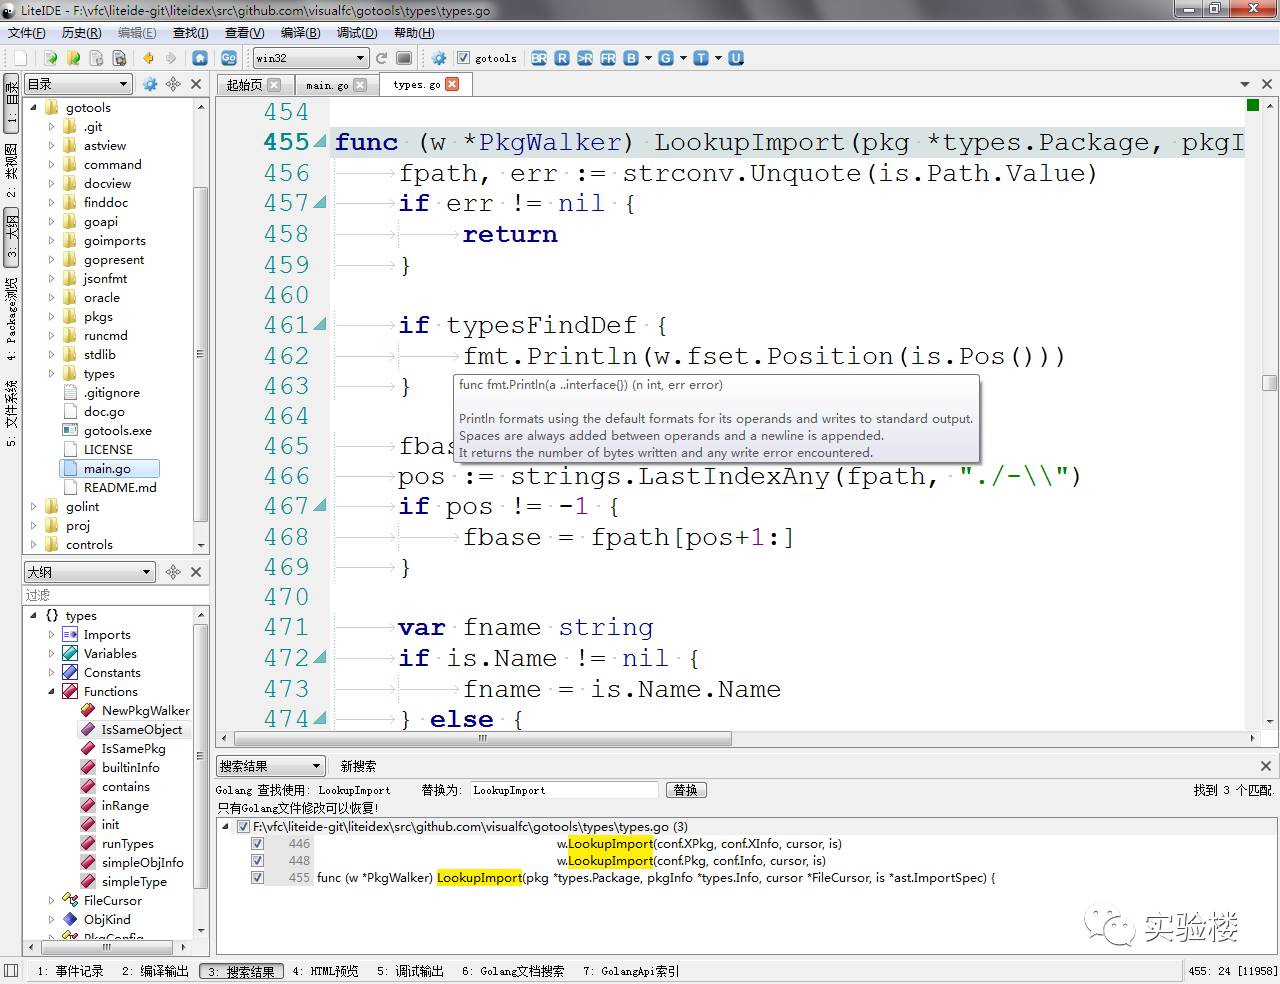 LiteIDE - F:\vfc\liteide-git\liteidex\src\github.com\visualfc\gotools\types\types.go
文件(F) 历史(R) 编辑(E) 查找(I) 查看(V) 编译(B) 调试(D) 帮助(H)
Go win32 gotools BR R >R FR B G T U
目录
起始页 main.go types.go
1: 目录
2: 类视图
3: 大纲
4: Package浏览
5: 文件系统
gotools
.git
astview
command
docview
finddoc
goapi
goimports
gopresent
jsonfmt
oracle
pkgs
runcmd
stdlib
types
.gitignore
doc.go
gotools.exe
LICENSE
main.go
README.md
golint
proj
controls
大纲
过滤
{} types
Imports
Variables
Constants
Functions
NewPkgWalker
IsSameObject
IsSamePkg
builtinInfo
contains
inRange
init
runTypes
simpleObjInfo
simpleType
FileCursor
ObjKind
PkgConfig
454
455 func (w *PkgWalker) LookupImport(pkg *types.Package, pkgI
456 fpath, err := strconv.Unquote(is.Path.Value)
457 if err != nil {
458 return
459 }
460
461 if typesFindDef {
462 fmt.Println(w.fset.Position(is.Pos()))
463 }
func fmt.Println(a ..interface{}) (n int, err error)
Println formats using the default formats for its operands and writes to standard output.
Spaces are always added between operands and a newline is appended.
It returns the number of bytes written and any write error encountered.
464
465 fbas
466 pos := strings.LastIndexAny(fpath, "./-\\")
467 if pos != -1 {
468 fbase = fpath[pos+1:]
469 }
470
471 var fname string
472 if is.Name != nil {
473 fname = is.Name.Name
474 } else {
搜索结果 新搜索
Golang 查找使用: LookupImport 替换为: LookupImport 替换 找到 3 个匹配.
只有Golang文件修改可以恢复!
F:\vfc\liteide-git\liteidex\src\github.com\visualfc\gotools\types\types.go (3)
446 w.LookupImport(conf.XPkg, conf.XInfo, cursor, is)
448 w.LookupImport(conf.Pkg, conf.Info, cursor, is)
455 func (w *PkgWalker) LookupImport(pkg *types.Package, pkgInfo *types.Info, cursor *FileCursor, is *ast.ImportSpec) {
实验楼
1: 事件记录 2: 编译输出 3: 搜索结果 4: HTML预览 5: 调试输出 6: Golang文档搜索 7: GolangApi索引 455: 24 [11958]